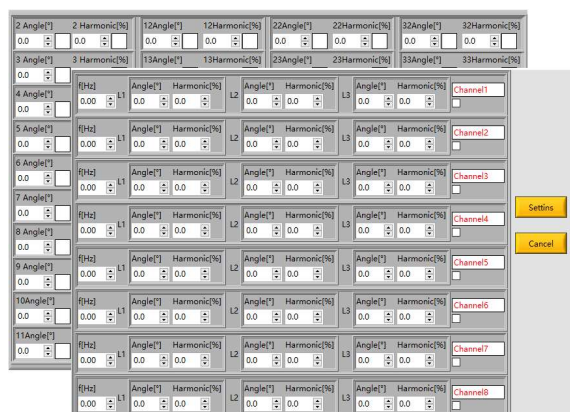 2 Angle[°] 2 Harmonic[%] 12Angle[°] 12Harmonic[%] 22Angle[°] 22Harmonic[%] 32Angle[°] 32Harmonic[%]
0.0 0.0 0.0 0.0 0.0 0.0 0.0 0.0
3 Angle[°] 3 Harmonic[%] 13Angle[°] 13Harmonic[%] 23Angle[°] 23Harmonic[%] 33Angle[°] 33Harmonic[%]
0.0
4 Angle[°]
0.0
5 Angle[°]
0.0
6 Angle[°]
0.0
7 Angle[°]
0.0
8 Angle[°]
0.0
9 Angle[°]
0.0
10Angle[°]
0.0
11Angle[°]
0.0
f[Hz] Angle[°] Harmonic[%] Angle[°] Harmonic[%] Angle[°] Harmonic[%] Channel1
0.00 L1 0.0 0.0 L2 0.0 0.0 L3 0.0 0.0
f[Hz] Angle[°] Harmonic[%] Angle[°] Harmonic[%] Angle[°] Harmonic[%] Channel2
0.00 L1 0.0 0.0 L2 0.0 0.0 L3 0.0 0.0
f[Hz] Angle[°] Harmonic[%] Angle[°] Harmonic[%] Angle[°] Harmonic[%] Channel3
0.00 L1 0.0 0.0 L2 0.0 0.0 L3 0.0 0.0
f[Hz] Angle[°] Harmonic[%] Angle[°] Harmonic[%] Angle[°] Harmonic[%] Channel4
0.00 L1 0.0 0.0 L2 0.0 0.0 L3 0.0 0.0
f[Hz] Angle[°] Harmonic[%] Angle[°] Harmonic[%] Angle[°] Harmonic[%] Channel5
0.00 L1 0.0 0.0 L2 0.0 0.0 L3 0.0 0.0
f[Hz] Angle[°] Harmonic[%] Angle[°] Harmonic[%] Angle[°] Harmonic[%] Channel6
0.00 L1 0.0 0.0 L2 0.0 0.0 L3 0.0 0.0
f[Hz] Angle[°] Harmonic[%] Angle[°] Harmonic[%] Angle[°] Harmonic[%] Channel7
0.00 L1 0.0 0.0 L2 0.0 0.0 L3 0.0 0.0
f[Hz] Angle[°] Harmonic[%] Angle[°] Harmonic[%] Angle[°] Harmonic[%] Channel8
0.00 L1 0.0 0.0 L2 0.0 0.0 L3 0.0 0.0
Settins
Cancel